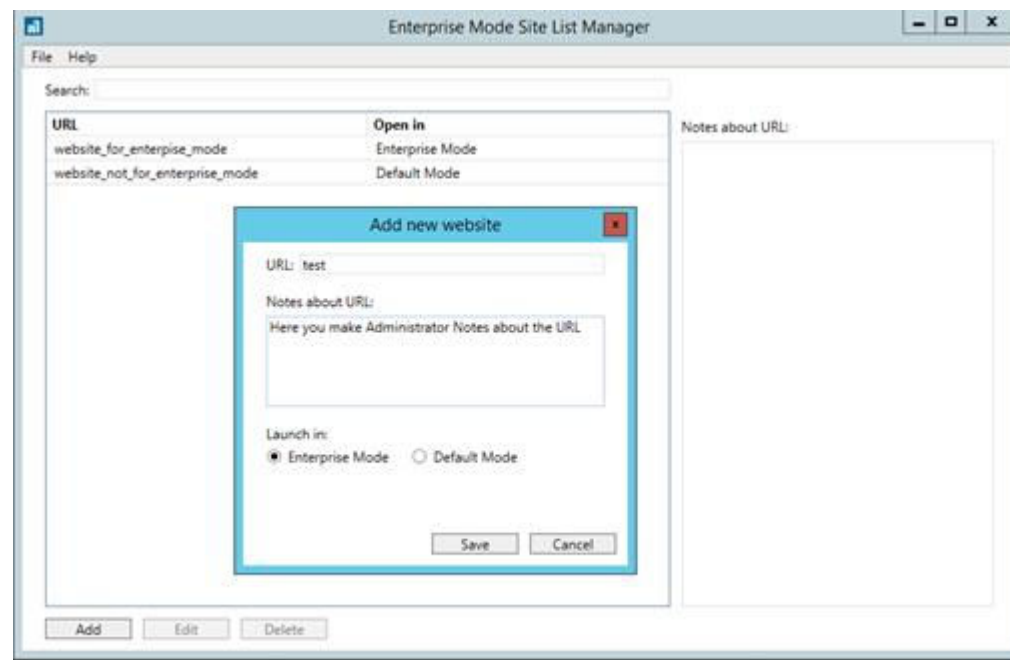 Enterprise Mode Site List Manager
File Help
Search:
URL Open in
Notes about URL:
website_for_enterpise_mode Enterprise Mode
website_not_for_enterprise_mode Default Mode
Add new website
URL: test
Notes about URL:
Here you make Administrator Notes about the URL
Launch in:
Enterprise Mode Default Mode
Save Cancel
Add Edit Delete